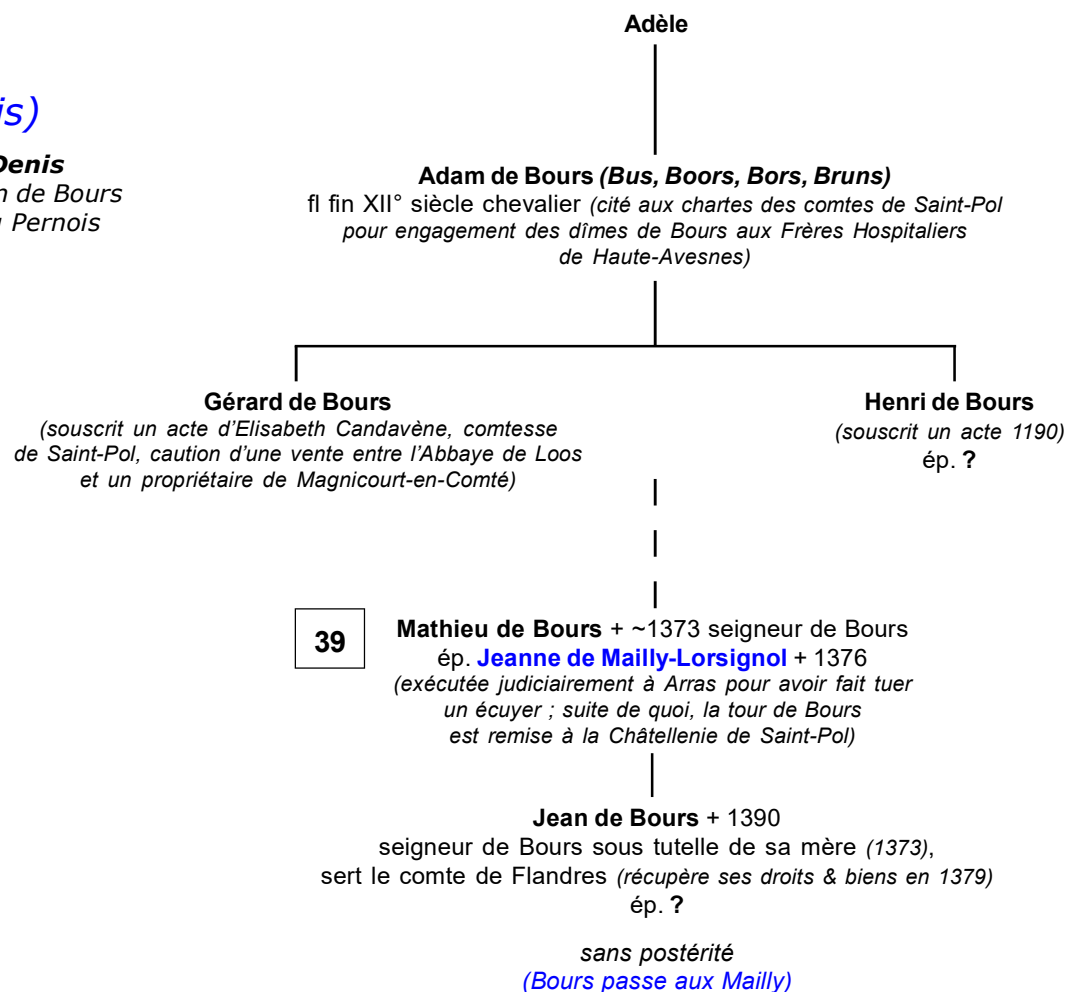 Adèle
is)
Denis
n de Bours
Pernois
Adam de Bours (Bus, Boors, Bors, Bruns)
fl fin XII° siècle chevalier (cité aux chartes des comtes de Saint-Pol
pour engagement des dîmes de Bours aux Frères Hospitaliers
de Haute-Avesnes)
Gérard de Bours
(souscrit un acte d'Elisabeth Candavène, comtesse
de Saint-Pol, caution d'une vente entre l'Abbaye de Loos
et un propriétaire de Magnicourt-en-Comté)
Henri de Bours
(souscrit un acte 1190)
ép. ?
39
Mathieu de Bours + ~1373 seigneur de Bours
ép. Jeanne de Mailly-Lorsignol + 1376
(exécutée judiciairement à Arras pour avoir fait tuer
un écuyer ; suite de quoi, la tour de Bours
est remise à la Châtellenie de Saint-Pol)
Jean de Bours + 1390
seigneur de Bours sous tutelle de sa mère (1373),
sert le comte de Flandres (récupère ses droits & biens en 1379)
ép. ?
sans postérité
(Bours passe aux Mailly)